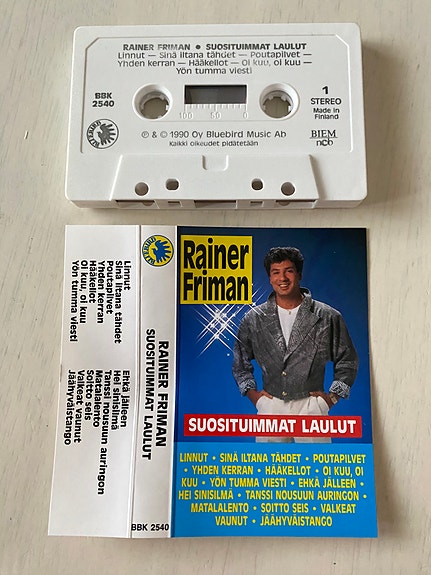 RAINER FRIMAN • SUOSITUIMMAT LAULUT
Linnut — Sinä iltana tähdet — Poutapilvet —
Yhden kerran — Hääkellot — Oi kuu, oi kuu —
Yön tumma viesti
BBK
2540
1
STEREO
Made in
Finland
100 50 0
BLUEBIRD
℗ & © 1990 Oy Bluebird Music Ab
Kaikki oikeudet pidätetään
BIEM
ncb
Linnut
Sinä iltana tähdet
Poutapilvet
Yhden kerran
Hääkellot
Oi kuu, oi kuu
Yön tumma viesti
Ehkä jälleen
Hei sinisilmä
Tanssi nousuun auringon
Matalalento
Soitto seis
Valkeat vaunut
Jäähyväistango
BLUEBIRD
RAINER FRIMAN
SUOSITUIMMAT LAULUT
BBK 2540
Rainer
Friman
SUOSITUIMMAT LAULUT
LINNUT • SINÄ ILTANA TÄHDET • POUTAPILVET
• YHDEN KERRAN • HÄÄKELLOT • OI KUU, OI
KUU • YÖN TUMMA VIESTI • EHKÄ JÄLLEEN •
HEI SINISILMÄ • TANSSI NOUSUUN AURINGON •
MATALALENTO • SOITTO SEIS • VALKEAT
VAUNUT • JÄÄHYVÄISTANGO